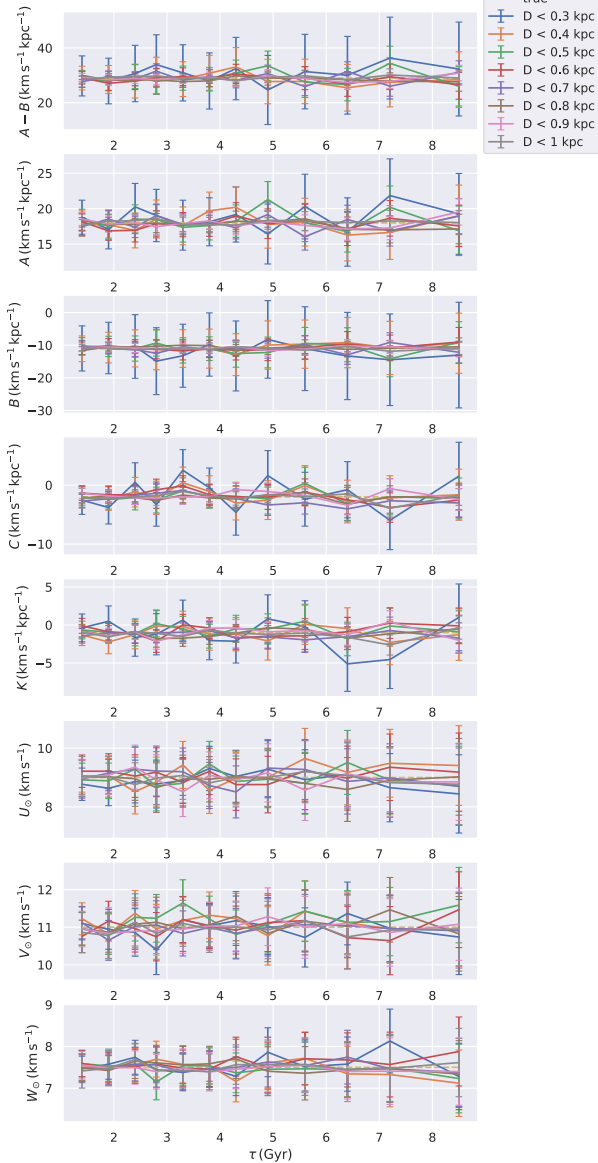 true
D < 0.3 kpc
D < 0.4 kpc
D < 0.5 kpc
D < 0.6 kpc
D < 0.7 kpc
D < 0.8 kpc
D < 0.9 kpc
D < 1 kpc
A − B (km s⁻¹ kpc⁻¹)
40
20
2 3 4 5 6 7 8
A (km s⁻¹ kpc⁻¹)
25
20
15
2 3 4 5 6 7 8
B (km s⁻¹ kpc⁻¹)
0
−10
−20
−30
2 3 4 5 6 7 8
C (km s⁻¹ kpc⁻¹)
0
−10
2 3 4 5 6 7 8
K (km s⁻¹ kpc⁻¹)
5
0
−5
2 3 4 5 6 7 8
U⊙ (km s⁻¹)
10
8
2 3 4 5 6 7 8
V⊙ (km s⁻¹)
12
11
10
2 3 4 5 6 7 8
W⊙ (km s⁻¹)
9
8
7
2 3 4 5 6 7 8
τ (Gyr)